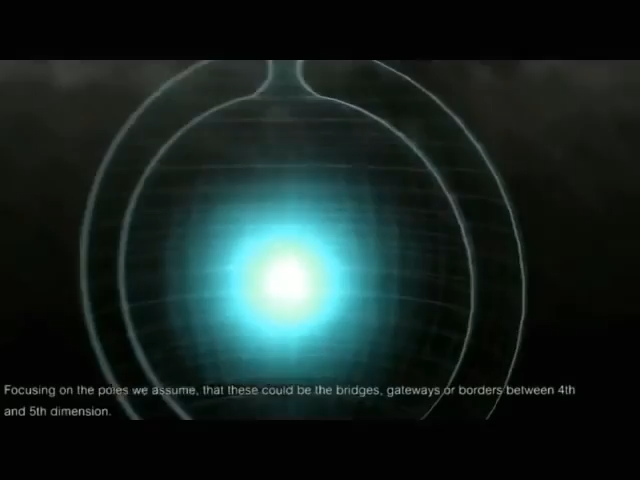 Focusing on the poles we assume, that these could be the bridges, gateways or borders between 4th
and 5th dimension.